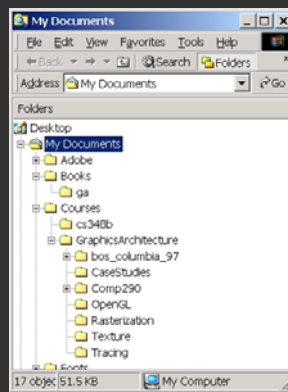 My Documents
File Edit View Favorites Tools Help
Back Search Folders
Address My Documents Go
Folders
Desktop
My Documents
Adobe
Books
ga
Courses
cs348b
GraphicsArchitecture
bos_columbia_97
CaseStudies
Comp290
OpenGL
Rasterization
Texture
Tracing
Fonts
17 objec 51.5 KB My Computer